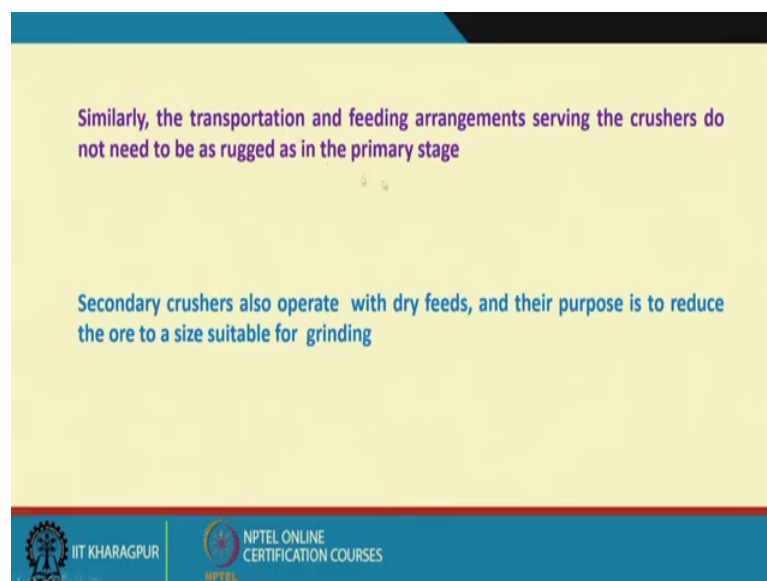 Similarly, the transportation and feeding arrangements serving the crushers do
not need to be as rugged as in the primary stage
Secondary crushers also operate with dry feeds, and their purpose is to reduce
the ore to a size suitable for grinding
IIT KHARAGPUR
NPTEL ONLINE
CERTIFICATION COURSES
NPTEL